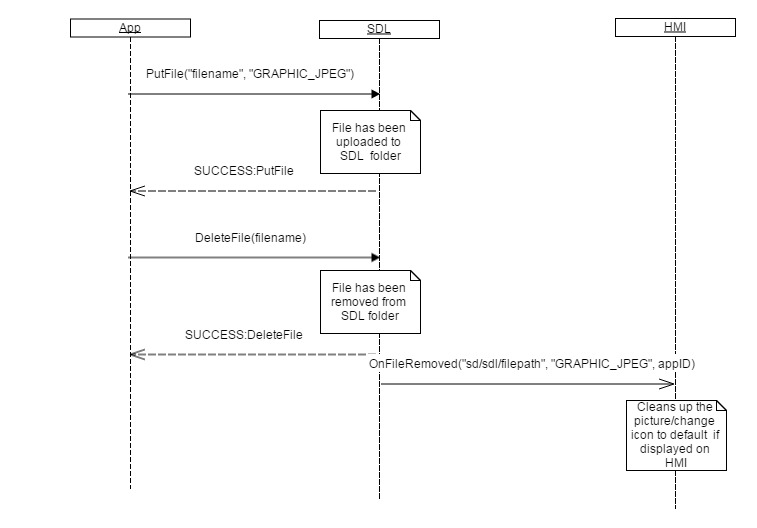 App
SDL
HMI
PutFile("filename", "GRAPHIC_JPEG")
File has been
uploaded to
SDL folder
SUCCESS:PutFile
DeleteFile(filename)
File has been
removed from
SDL folder
SUCCESS:DeleteFile
OnFileRemoved("sd/sdl/filepath", "GRAPHIC_JPEG", appID)
Cleans up the
picture/change
icon to default if
displayed on
HMI